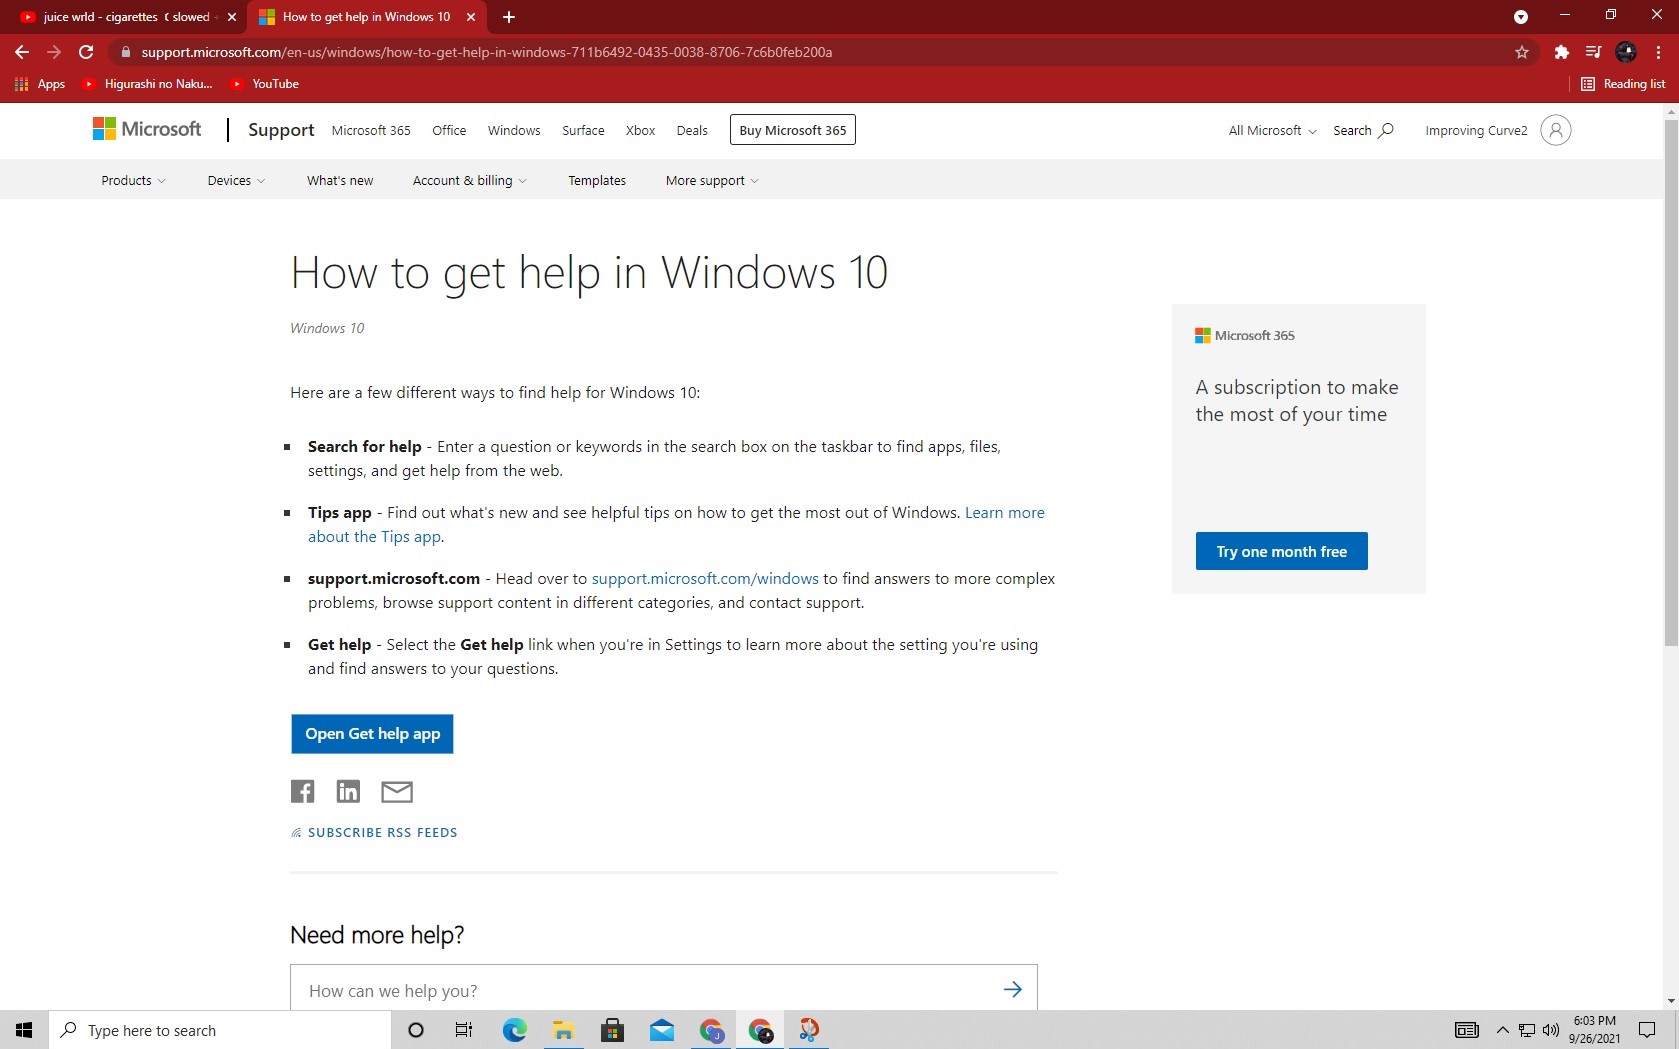 juice wrld - cigarettes ( slowed
How to get help in Windows 10
support.microsoft.com/en-us/windows/how-to-get-help-in-windows-711b6492-0435-0038-8706-7c6b0feb200a
Apps
Higurashi no Naku...
YouTube
Reading list
Microsoft
Support
Microsoft 365
Office
Windows
Surface
Xbox
Deals
Buy Microsoft 365
All Microsoft
Search
Improving Curve2
Products
Devices
What's new
Account & billing
Templates
More support
How to get help in Windows 10
Windows 10
Here are a few different ways to find help for Windows 10:
Search for help - Enter a question or keywords in the search box on the taskbar to find apps, files,
settings, and get help from the web.
Tips app - Find out what's new and see helpful tips on how to get the most out of Windows. Learn more
about the Tips app.
support.microsoft.com - Head over to support.microsoft.com/windows to find answers to more complex
problems, browse support content in different categories, and contact support.
Get help - Select the Get help link when you're in Settings to learn more about the setting you're using
and find answers to your questions.
Open Get help app
SUBSCRIBE RSS FEEDS
Microsoft 365
A subscription to make
the most of your time
Try one month free
Need more help?
How can we help you?
Type here to search
6:03 PM
9/26/2021